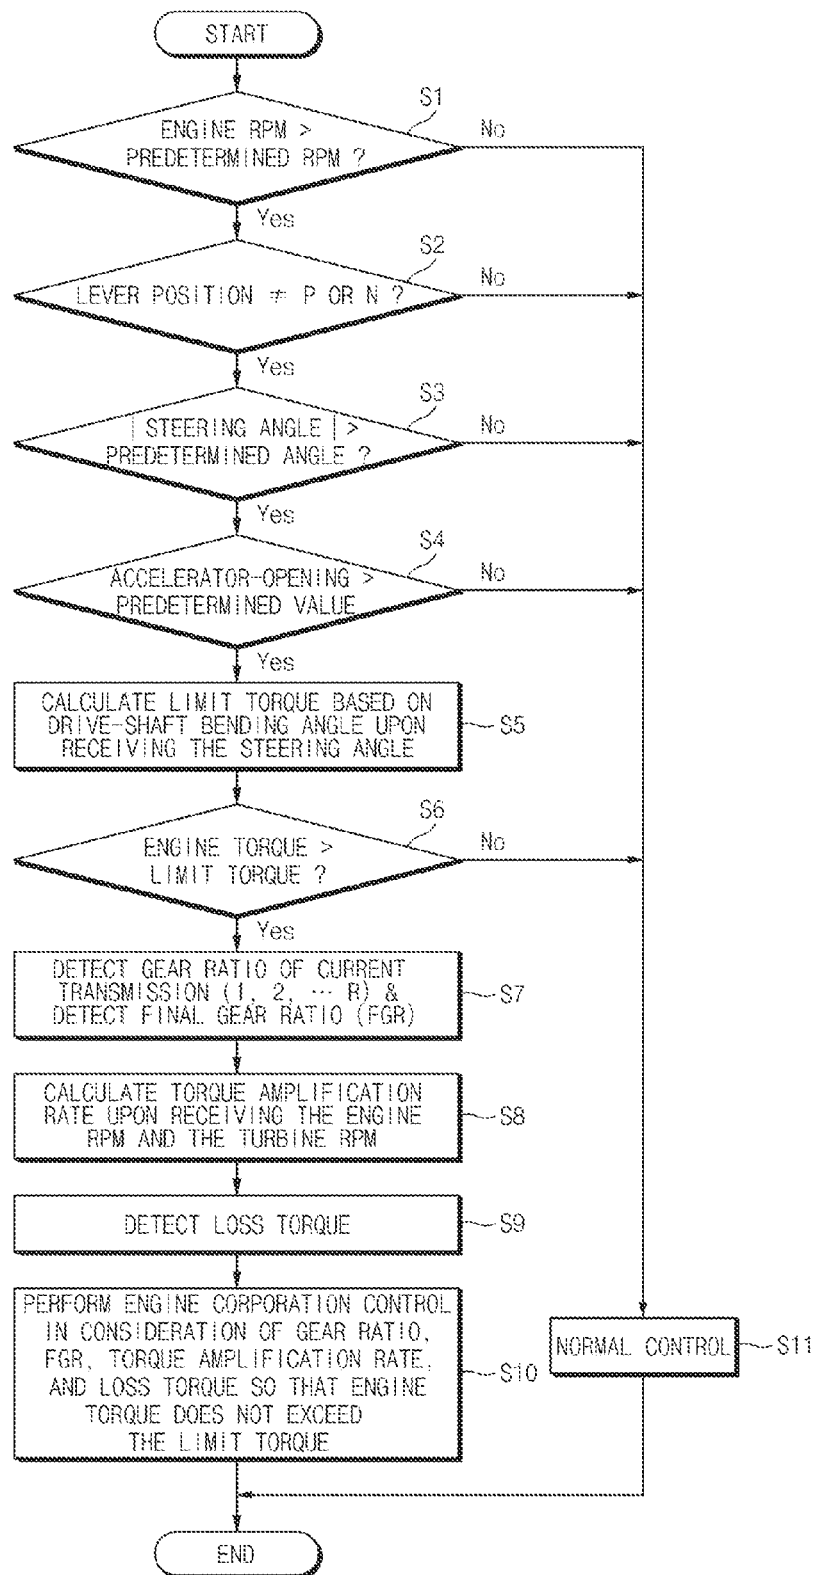 START
S1
ENGINE RPM >
PREDETERMINED RPM ?
No
Yes
S2
LEVER POSITION ≠ P OR N ?
No
Yes
S3
| STEERING ANGLE | >
PREDETERMINED ANGLE ?
No
Yes
S4
ACCELERATOR-OPENING >
PREDETERMINED VALUE
No
Yes
CALCULATE LIMIT TORQUE BASED ON
DRIVE-SHAFT BENDING ANGLE UPON
RECEIVING THE STEERING ANGLE
S5
S6
ENGINE TORQUE >
LIMIT TORQUE ?
No
Yes
DETECT GEAR RATIO OF CURRENT
TRANSMISSION (1, 2, ··· R) &
DETECT FINAL GEAR RATIO (FGR)
S7
CALCULATE TORQUE AMPLIFICATION
RATE UPON RECEIVING THE ENGINE
RPM AND THE TURBINE RPM
S8
DETECT LOSS TORQUE
S9
PERFORM ENGINE CORPORATION CONTROL
IN CONSIDERATION OF GEAR RATIO,
FGR, TORQUE AMPLIFICATION RATE,
AND LOSS TORQUE SO THAT ENGINE
TORQUE DOES NOT EXCEED
THE LIMIT TORQUE
S10
NORMAL CONTROL
S11
END